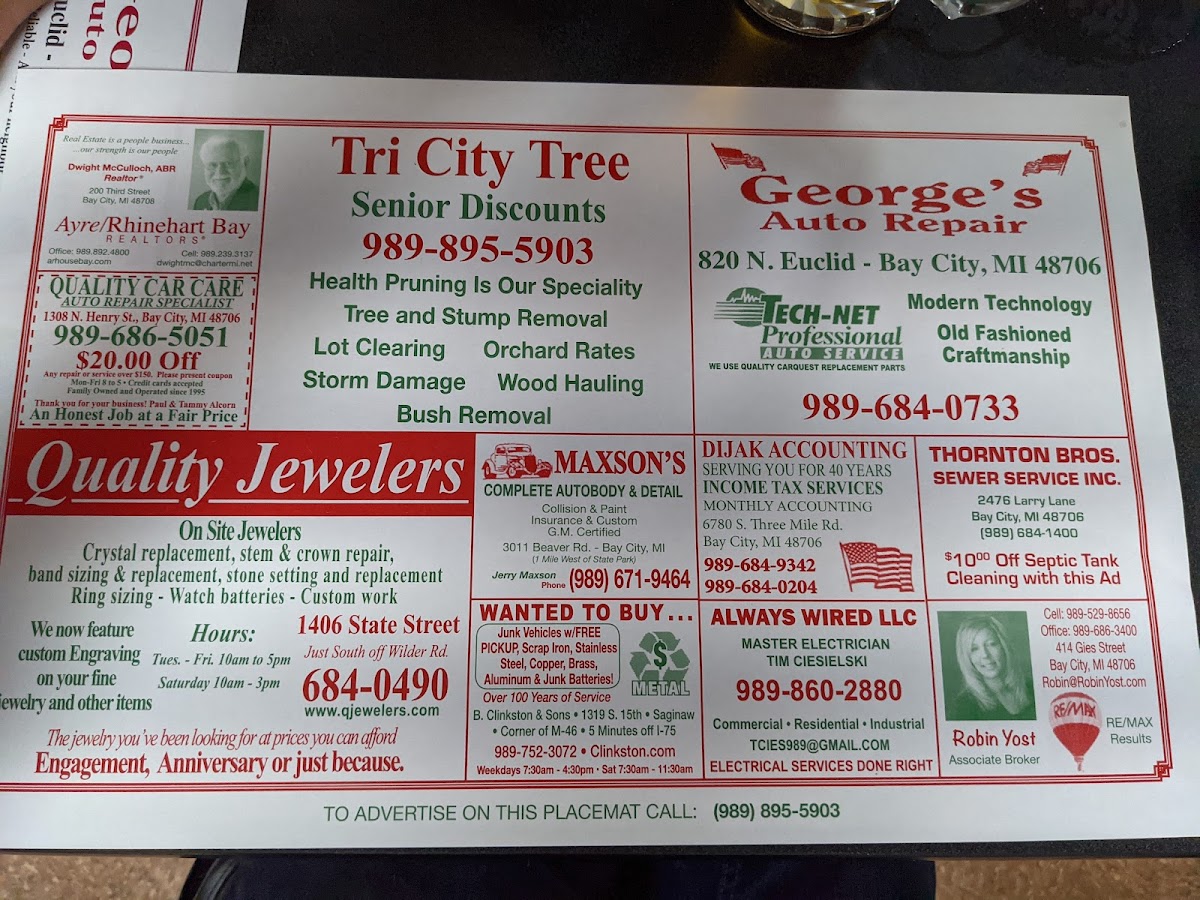 Euclid -
Auto
Real Estate is a people business...
...our strength is our people
Dwight McCulloch, ABR
Realtor®
200 Third Street
Bay City, MI 48708
Ayre/Rhinehart Bay
REALTORS®
Office: 989.892.4800
Cell: 989.239.3137
arhousebay.com
dwightmc@chartermi.net
QUALITY CAR CARE
AUTO REPAIR SPECIALIST
1308 N. Henry St., Bay City, MI 48706
989-686-5051
$20.00 Off
Any repair or service over $150. Please present coupon
Mon-Fri 8 to 5 • Credit cards accepted
Family Owned and Operated since 1995
Thank you for your business! Paul & Tammy Alcorn
An Honest Job at a Fair Price
Tri City Tree
Senior Discounts
989-895-5903
Health Pruning Is Our Speciality
Tree and Stump Removal
Lot Clearing Orchard Rates
Storm Damage Wood Hauling
Bush Removal
George's
Auto Repair
820 N. Euclid - Bay City, MI 48706
TECH-NET
Professional
AUTO SERVICE
WE USE QUALITY CARQUEST REPLACEMENT PARTS
Modern Technology
Old Fashioned
Craftmanship
989-684-0733
Quality Jewelers
On Site Jewelers
Crystal replacement, stem & crown repair,
band sizing & replacement, stone setting and replacement
Ring sizing - Watch batteries - Custom work
We now feature
custom Engraving
on your fine
jewelry and other items
Hours:
Tues. - Fri. 10am to 5pm
Saturday 10am - 3pm
1406 State Street
Just South off Wilder Rd.
684-0490
www.qjewelers.com
The jewelry you've been looking for at prices you can afford
Engagement, Anniversary or just because.
MAXSON'S
COMPLETE AUTOBODY & DETAIL
Collision & Paint
Insurance & Custom
G.M. Certified
3011 Beaver Rd. - Bay City, MI
(1 Mile West of State Park)
Jerry Maxson Phone (989) 671-9464
DIJAK ACCOUNTING
SERVING YOU FOR 40 YEARS
INCOME TAX SERVICES
MONTHLY ACCOUNTING
6780 S. Three Mile Rd.
Bay City, MI 48706
989-684-9342
989-684-0204
THORNTON BROS.
SEWER SERVICE INC.
2476 Larry Lane
Bay City, MI 48706
(989) 684-1400
$1000 Off Septic Tank
Cleaning with this Ad
WANTED TO BUY...
Junk Vehicles w/FREE
PICKUP, Scrap Iron, Stainless
Steel, Copper, Brass,
Aluminum & Junk Batteries!
$
METAL
Over 100 Years of Service
B. Clinkston & Sons • 1319 S. 15th • Saginaw
• Corner of M-46 • 5 Minutes off I-75
989-752-3072 • Clinkston.com
Weekdays 7:30am - 4:30pm • Sat 7:30am - 11:30am
ALWAYS WIRED LLC
MASTER ELECTRICIAN
TIM CIESIELSKI
989-860-2880
Commercial • Residential • Industrial
TCIES989@GMAIL.COM
ELECTRICAL SERVICES DONE RIGHT
Cell: 989-529-8656
Office: 989-686-3400
414 Gies Street
Bay City, MI 48706
Robin@RobinYost.com
RE/MAX
RE/MAX
Results
Robin Yost
Associate Broker
TO ADVERTISE ON THIS PLACEMAT CALL: (989) 895-5903